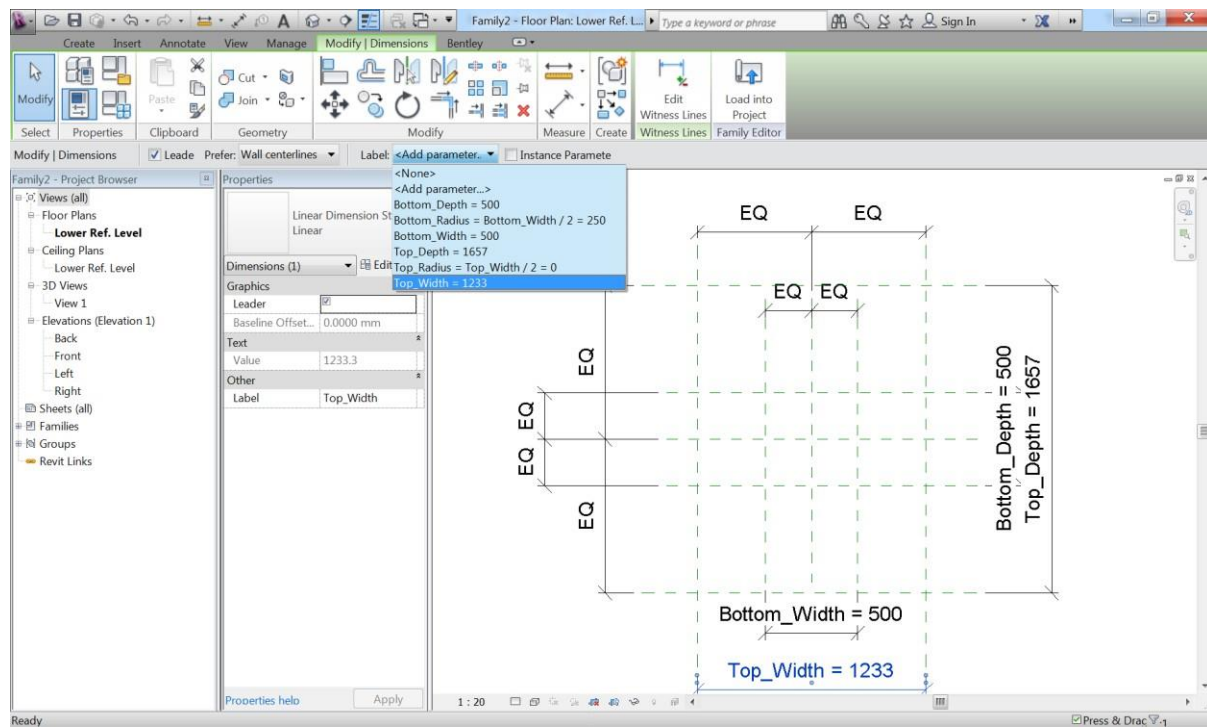 Family2 - Floor Plan: Lower Ref. L...
Type a keyword or phrase
Sign In
Create Insert Annotate View Manage Modify | Dimensions Bentley
Modify
Paste
Cut
Join
Edit
Witness Lines
Load into
Project
Select Properties Clipboard Geometry Modify Measure Create Witness Lines Family Editor
Modify | Dimensions Leade Prefer: Wall centerlines Label: <Add parameter.. Instance Paramete
<None>
<Add parameter...>
Bottom_Depth = 500
Bottom_Radius = Bottom_Width / 2 = 250
Bottom_Width = 500
Top_Depth = 1657
Top_Radius = Top_Width / 2 = 0
Top_Width = 1233
Family2 - Project Browser
Views (all)
Floor Plans
Lower Ref. Level
Ceiling Plans
Lower Ref. Level
3D Views
View 1
Elevations (Elevation 1)
Back
Front
Left
Right
Sheets (all)
Families
Groups
Revit Links
Properties
Linear Dimension St
Linear
Dimensions (1) Edit
Graphics
Leader
Baseline Offset... 0.0000 mm
Text
Value 1233.3
Other
Label Top_Width
Properties help Apply
EQ EQ
EQ EQ
EQ
EQ
EQ
EQ
Bottom_Depth = 500
Top_Depth = 1657
Bottom_Width = 500
Top_Width = 1233
1 : 20
Ready
Press & Drac